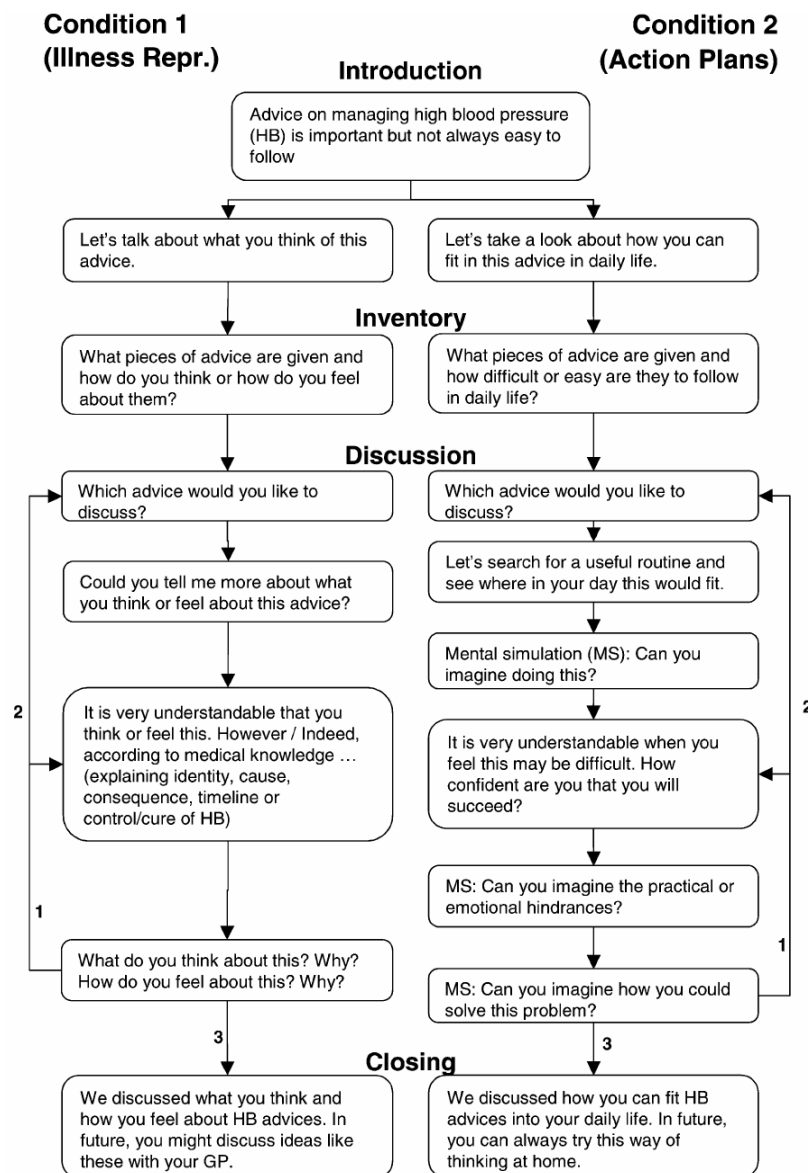 Condition 1
(Illness Repr.)
Condition 2
(Action Plans)
Introduction
Advice on managing high blood pressure
(HB) is important but not always easy to
follow
Let's talk about what you think of this
advice.
Let's take a look about how you can
fit in this advice in daily life.
Inventory
What pieces of advice are given and
how do you think or how do you feel
about them?
What pieces of advice are given and
how difficult or easy are they to follow
in daily life?
Discussion
Which advice would you like to
discuss?
Which advice would you like to
discuss?
Could you tell me more about what
you think or feel about this advice?
Let's search for a useful routine and
see where in your day this would fit.
Mental simulation (MS): Can you
imagine doing this?
2
It is very understandable that you
think or feel this. However / Indeed,
according to medical knowledge …
(explaining identity, cause,
consequence, timeline or
control/cure of HB)
It is very understandable when you
feel this may be difficult. How
confident are you that you will
succeed?
2
MS: Can you imagine the practical or
emotional hindrances?
1
What do you think about this? Why?
How do you feel about this? Why?
MS: Can you imagine how you could
solve this problem?
1
3
3
Closing
We discussed what you think and
how you feel about HB advices. In
future, you might discuss ideas like
these with your GP.
We discussed how you can fit HB
advices into your daily life. In future,
you can always try this way of
thinking at home.